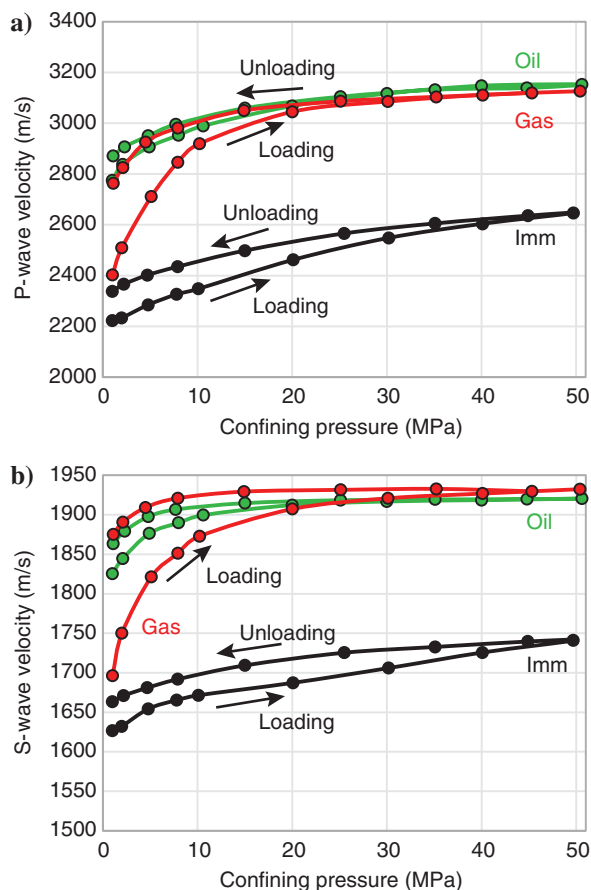 a)
3400
3200
3000
2800
2600
2400
2200
2000
P-wave velocity (m/s)
Oil
Unloading
Gas
Loading
Unloading
Imm
Loading
0 10 20 30 40 50
Confining pressure (MPa)
b)
1950
1900
1850
1800
1750
1700
1650
1600
1550
1500
S-wave velocity (m/s)
Oil
Loading
Gas
Unloading
Imm
Loading
0 10 20 30 40 50
Confining pressure (MPa)